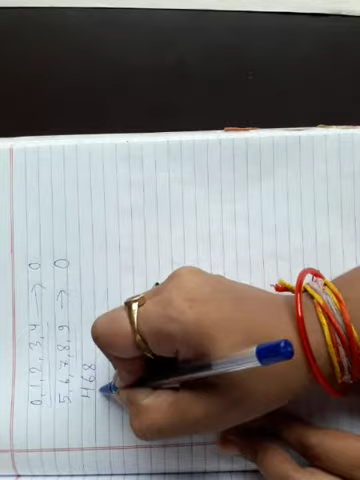 0,1,2,3,4 → 0
5,6,7,8,9 → 0
468